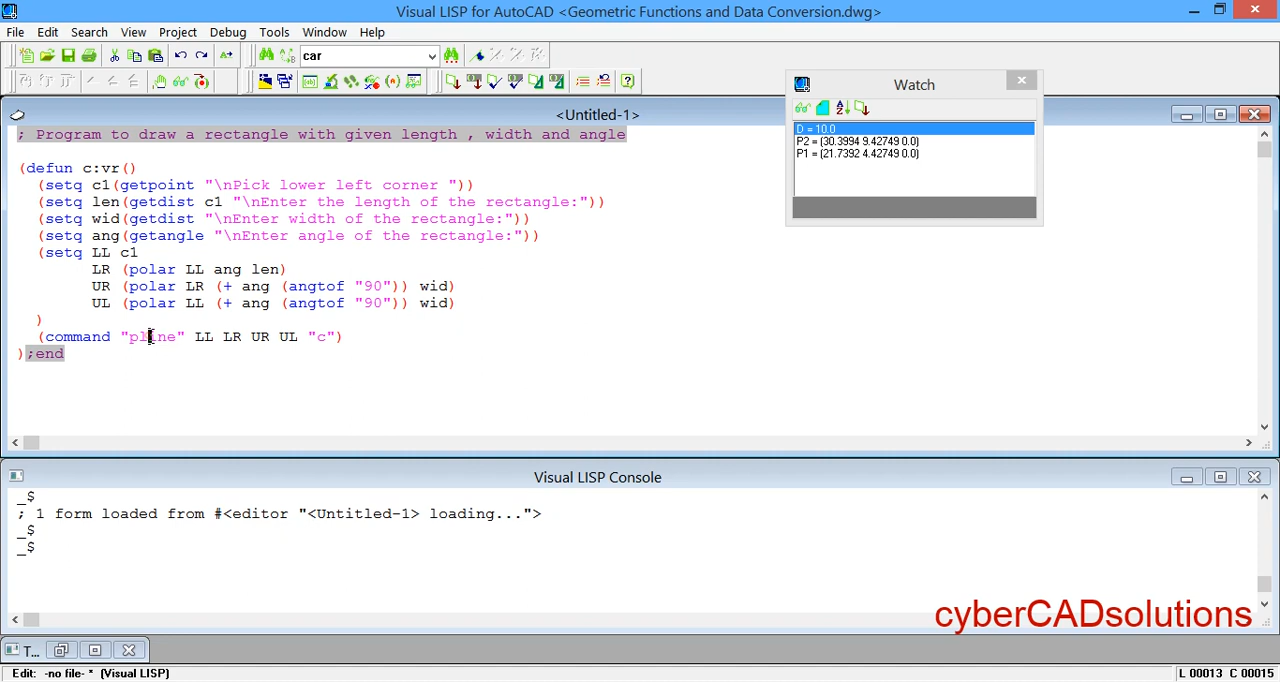 Visual LISP for AutoCAD <Geometric Functions and Data Conversion.dwg>
File Edit Search View Project Debug Tools Window Help
car
Watch
D = 10.0
P2 = (30.3994 9.42749 0.0)
P1 = (21.7392 4.42749 0.0)
<Untitled-1>
; Program to draw a rectangle with given length , width and angle
(defun c:vr()
(setq c1(getpoint "\nPick lower left corner "))
(setq len(getdist c1 "\nEnter the length of the rectangle:"))
(setq wid(getdist "\nEnter width of the rectangle:"))
(setq ang(getangle "\nEnter angle of the rectangle:"))
(setq LL c1
LR (polar LL ang len)
UR (polar LR (+ ang (angtof "90")) wid)
UL (polar LL (+ ang (angtof "90")) wid)
)
(command "pline" LL LR UR UL "c")
);end
Visual LISP Console
_$
; 1 form loaded from #<editor "<Untitled-1> loading...">
_$
_$
cyberCADsolutions
T...
Edit: -no file- * (Visual LISP)
L 00013 C 00015